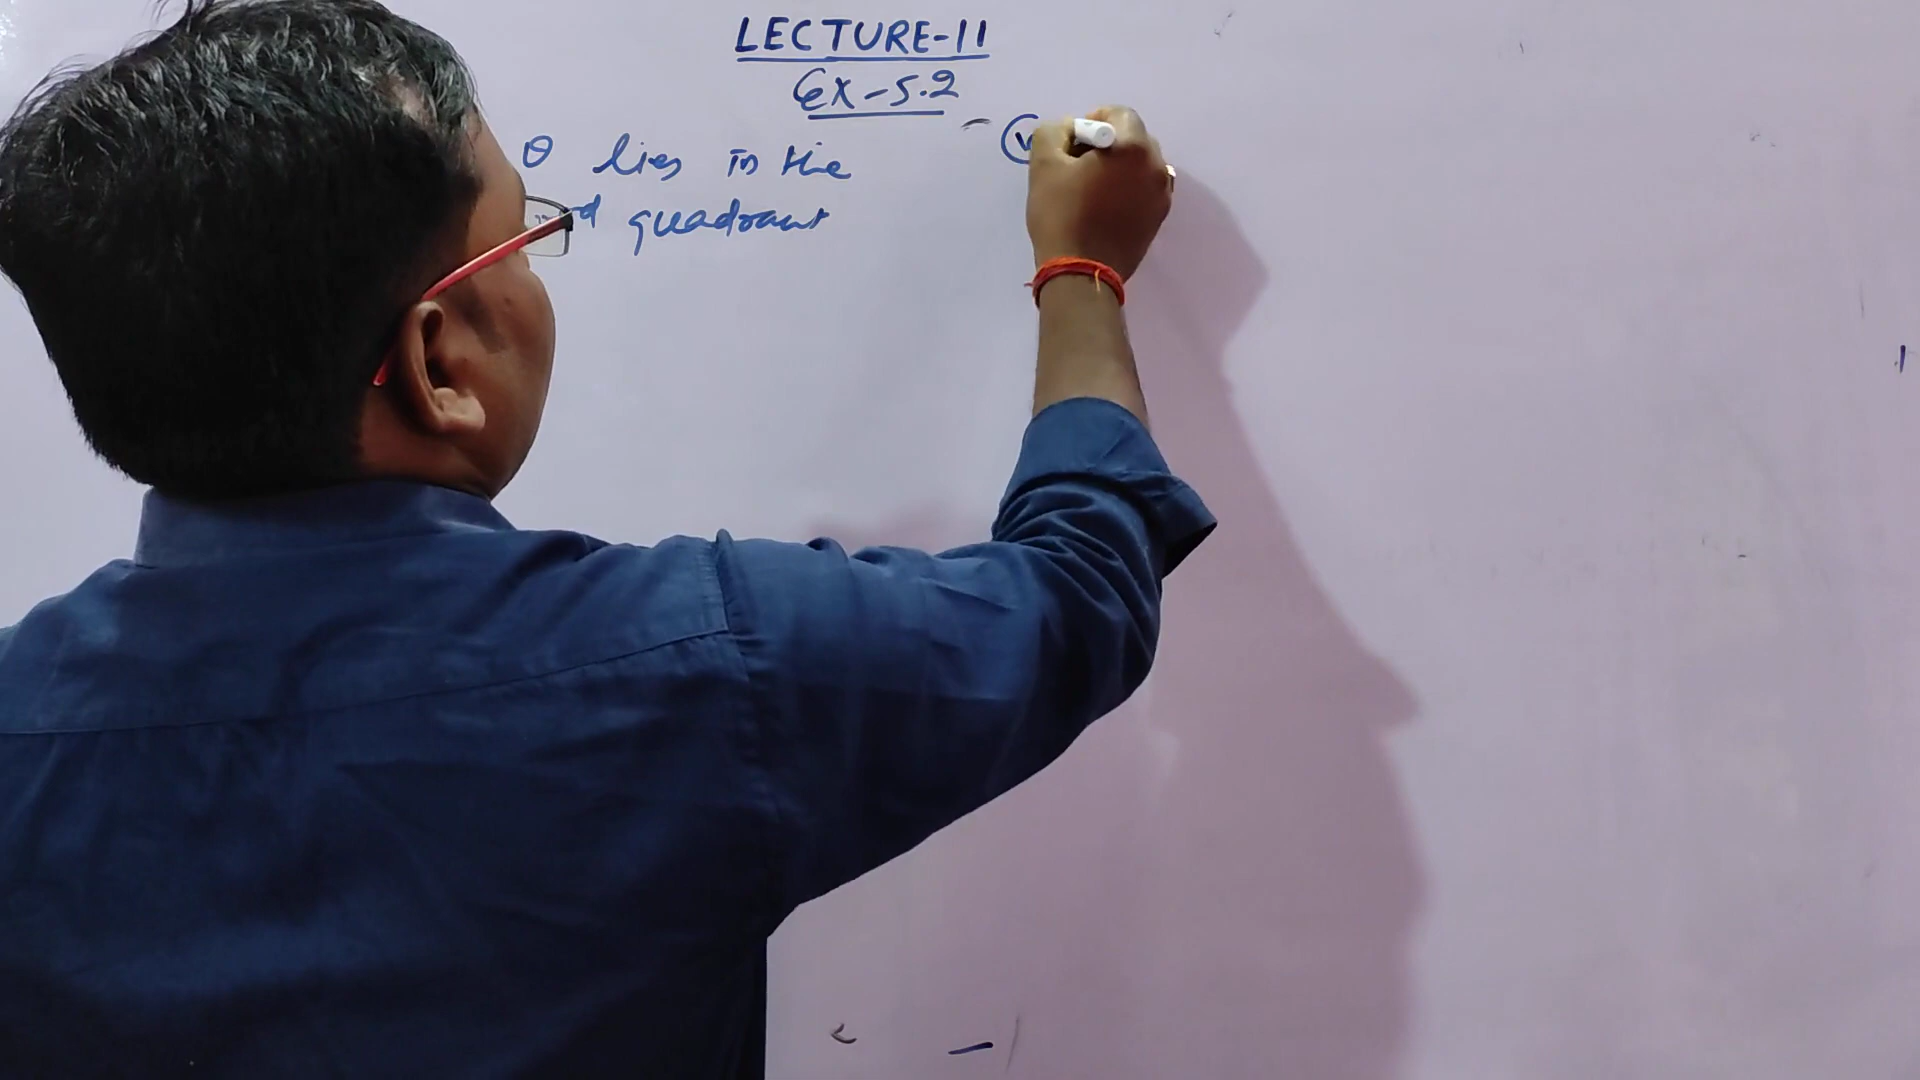 LECTURE-11
Ex-5.2
θ lies in the
quadrant